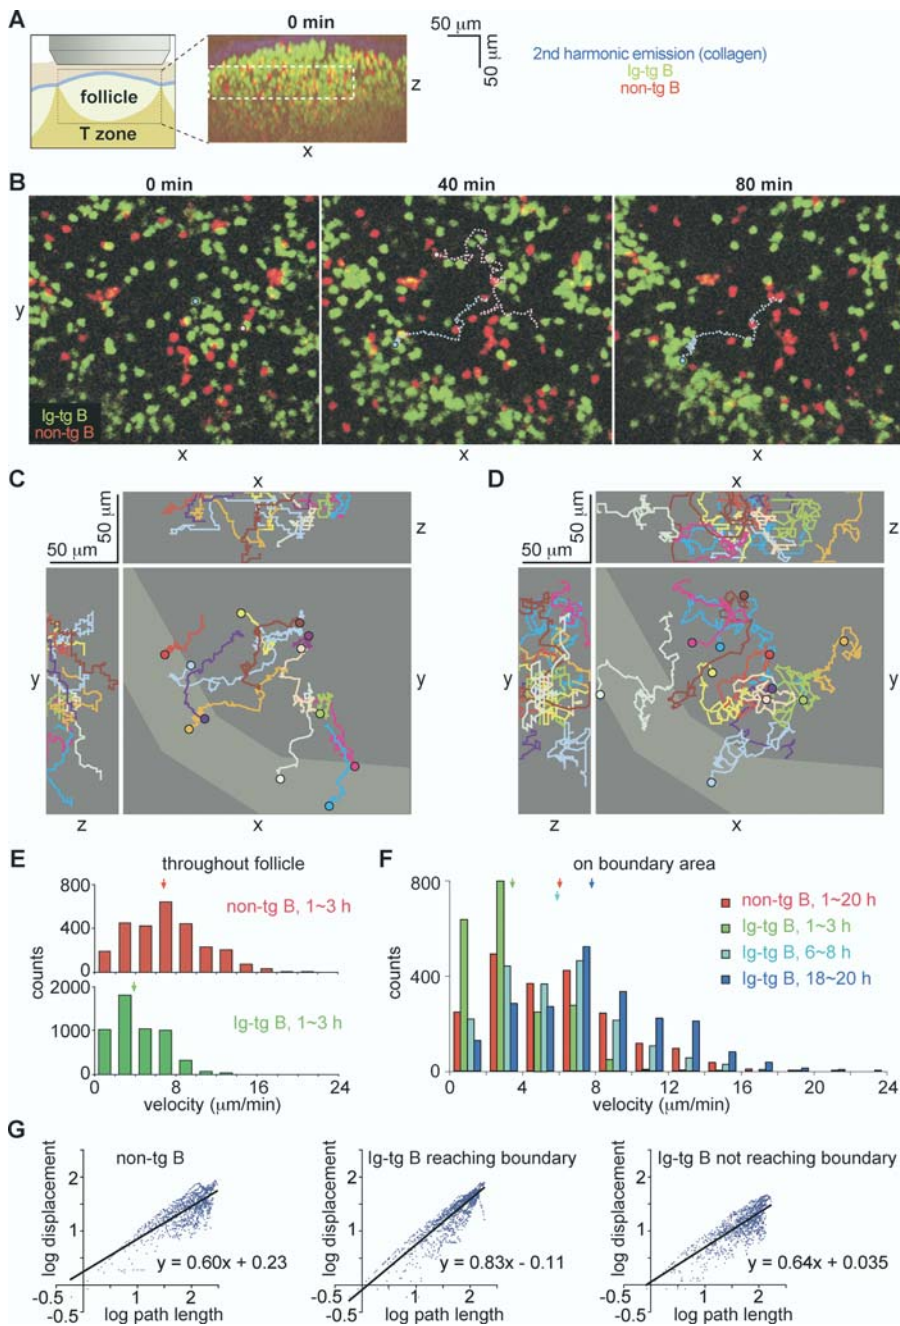 A
0 min
50 μm
50 μm
follicle
T zone
z
x
2nd harmonic emission (collagen)
Ig-tg B
non-tg B
B
0 min
40 min
80 min
y
Ig-tg B
non-tg B
x
x
x
C
x
50 μm
50 μm
z
y
y
z
x
D
x
50 μm
50 μm
z
y
y
z
x
E
throughout follicle
800
400
0
non-tg B, 1~3 h
counts
2000
1000
0
Ig-tg B, 1~3 h
0
8
16
24
velocity (μm/min)
F
on boundary area
800
400
0
counts
non-tg B, 1~20 h
Ig-tg B, 1~3 h
Ig-tg B, 6~8 h
Ig-tg B, 18~20 h
0
4
8
12
16
20
24
velocity (μm/min)
G
non-tg B
log displacement
2
1
-0.5
-0.5
1
2
y = 0.60x + 0.23
log path length
Ig-tg B reaching boundary
log displacement
2
1
-0.5
-0.5
1
2
y = 0.83x - 0.11
log path length
Ig-tg B not reaching boundary
log displacement
2
1
-0.5
-0.5
1
2
y = 0.64x + 0.035
log path length